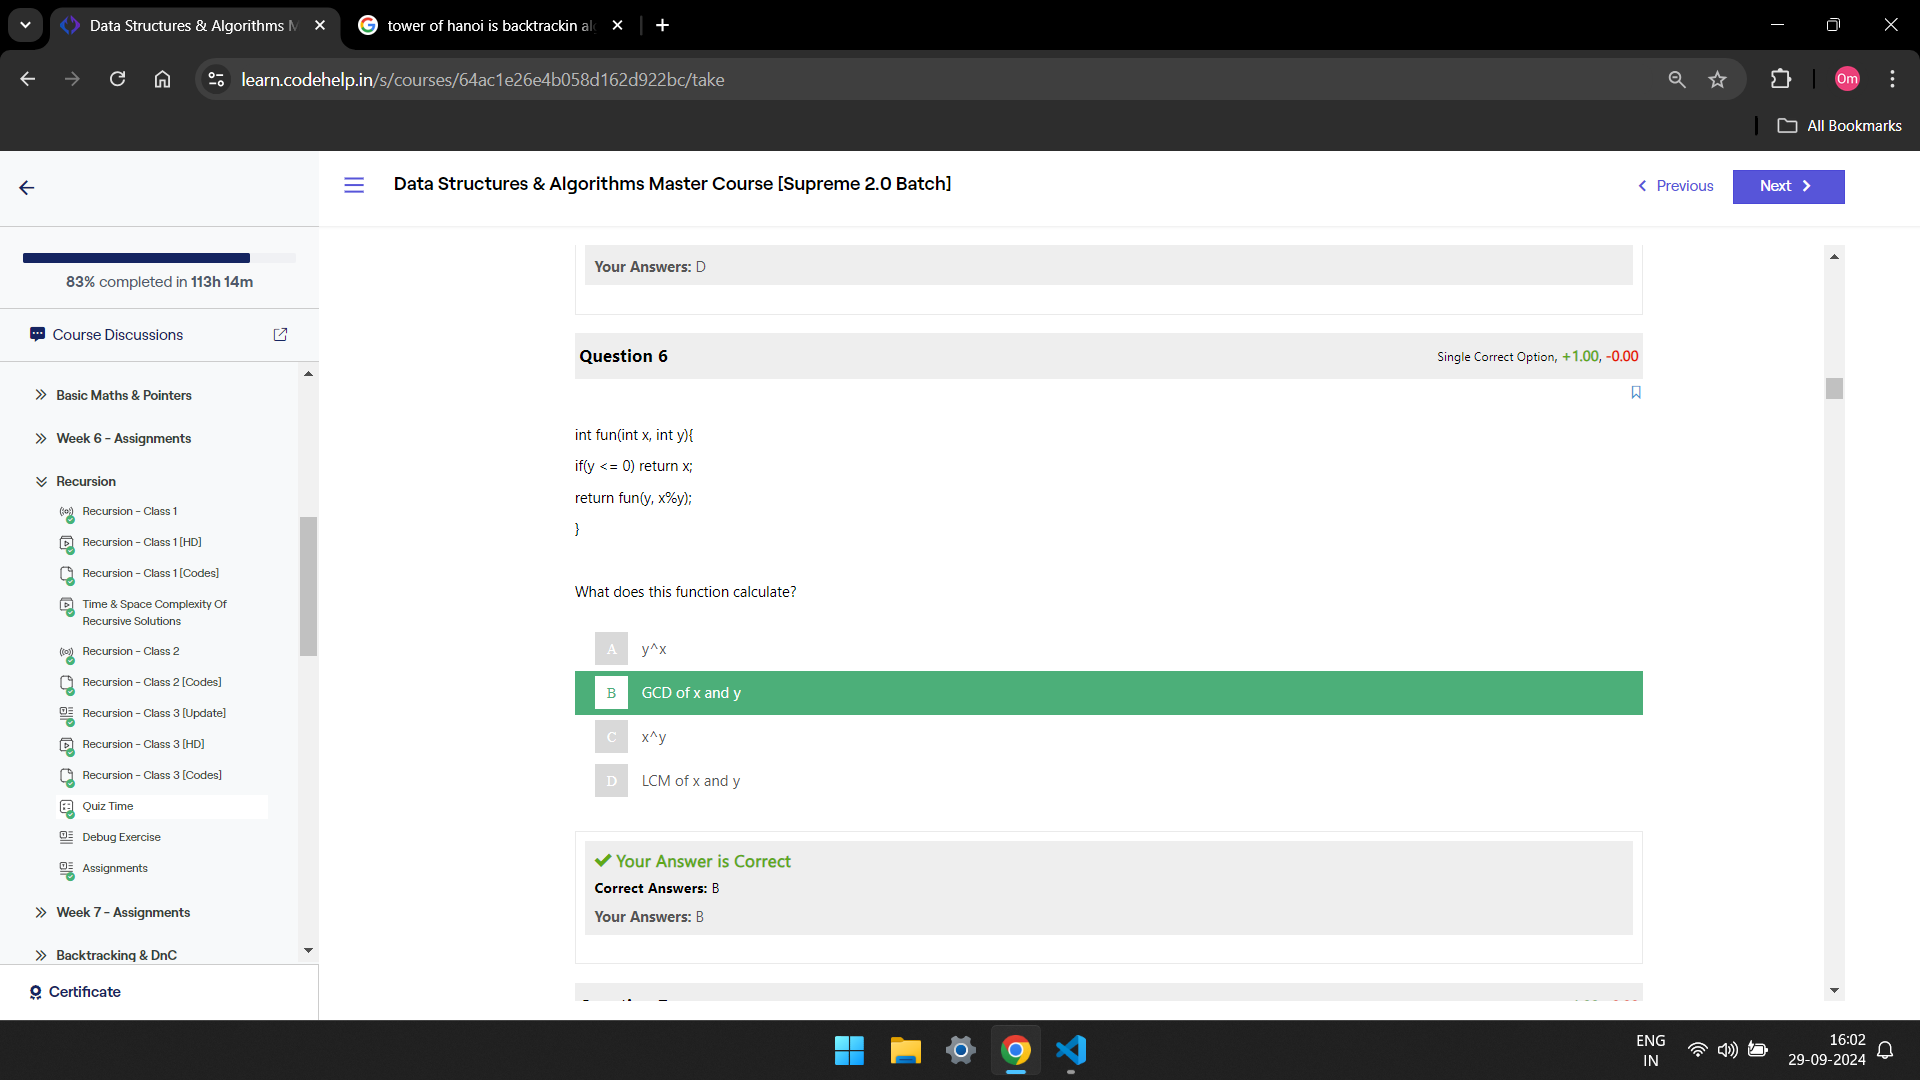 Data Structures & Algorithms M
tower of hanoi is backtrackin al
learn.codehelp.in/s/courses/64ac1e26e4b058d162d922bc/take
Om
All Bookmarks
Data Structures & Algorithms Master Course [Supreme 2.0 Batch]
Previous
Next
83% completed in 113h 14m
Course Discussions
Basic Maths & Pointers
Week 6 - Assignments
Recursion
Recursion - Class 1
Recursion - Class 1 [HD]
Recursion - Class 1 [Codes]
Time & Space Complexity Of
Recursive Solutions
Recursion - Class 2
Recursion - Class 2 [Codes]
Recursion - Class 3 [Update]
Recursion - Class 3 [HD]
Recursion - Class 3 [Codes]
Quiz Time
Debug Exercise
Assignments
Week 7 - Assignments
Backtracking & DnC
Certificate
Your Answers: D
Question 6
Single Correct Option, +1.00, -0.00
int fun(int x, int y){
if(y <= 0) return x;
return fun(y, x%y);
}
What does this function calculate?
A y^x
B GCD of x and y
C x^y
D LCM of x and y
Your Answer is Correct
Correct Answers: B
Your Answers: B
ENG
IN
16:02
29-09-2024